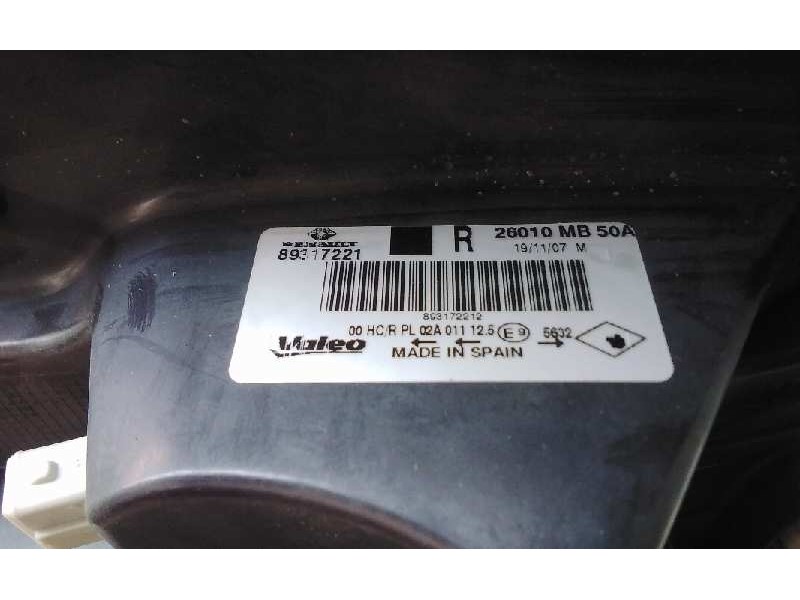 R 26010 MB 50A
RENAULT
89317221
19/11/07 M
893172212
00 HC/R PL 02A 011 12.5 E 9 5632
Valeo
MADE IN SPAIN